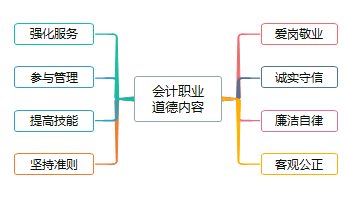 强化服务
参与管理
提高技能
坚持准则
会计职业
道德内容
爱岗敬业
诚实守信
廉洁自律
客观公正